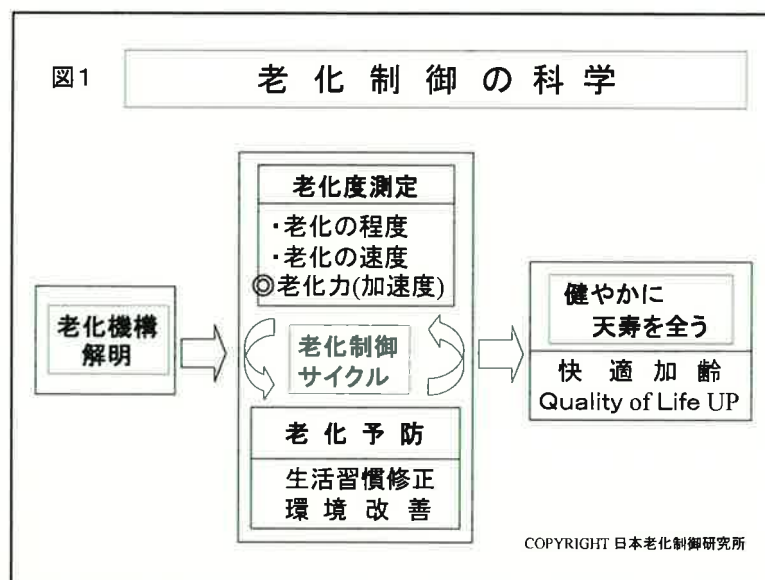 図1
老化制御の科学
老化度測定
・老化の程度
・老化の速度
◎老化力(加速度)
老化機構
解明
老化制御
サイクル
健やかに
天寿を全う
快適加齢
Quality of Life UP
老化予防
生活習慣修正
環境改善
COPYRIGHT 日本老化制御研究所